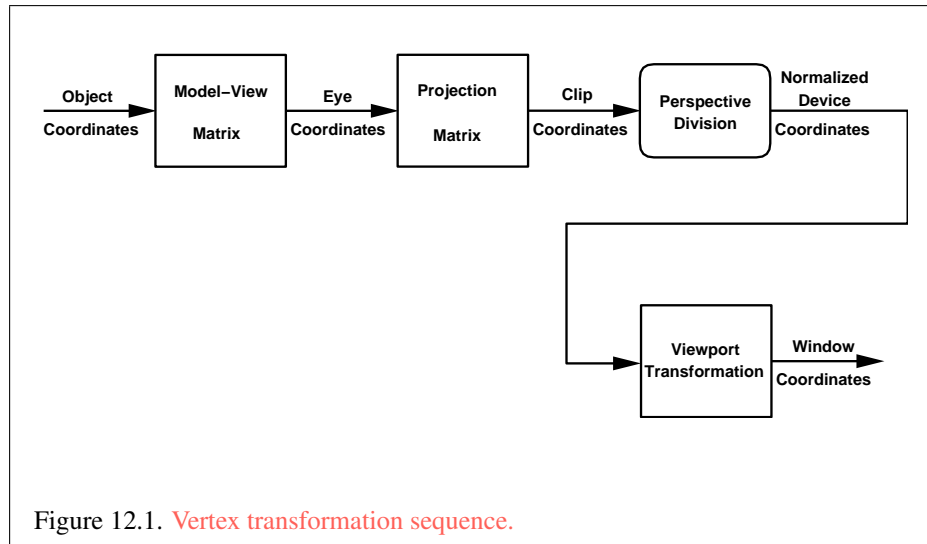 Object
Coordinates
Model–View
Matrix
Eye
Coordinates
Projection
Matrix
Clip
Coordinates
Perspective
Division
Normalized
Device
Coordinates
Viewport
Transformation
Window
Coordinates
Figure 12.1. Vertex transformation sequence.